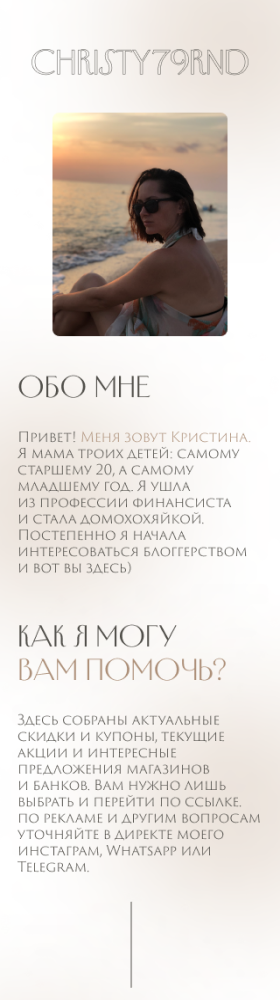 CHRISTY79RND
ОБО МНЕ
Привет! Меня зовут Кристина.
Я мама троих детей: самому
старшему 20, а самому
младшему год. Я ушла
из профессии финансиста
и стала домохохяйкой.
Постепенно я начала
интересоваться блоггерством
и вот вы здесь)
КАК Я МОГУ
ВАМ ПОМОЧЬ?
Здесь собраны актуальные
скидки и купоны, текущие
акции и интересные
предложения магазинов
и банков. Вам нужно лишь
выбрать и перейти по ссылке.
по рекламе и другим вопросам
уточняйте в директе моего
инстаграм, Whatsapp или
Telegram.